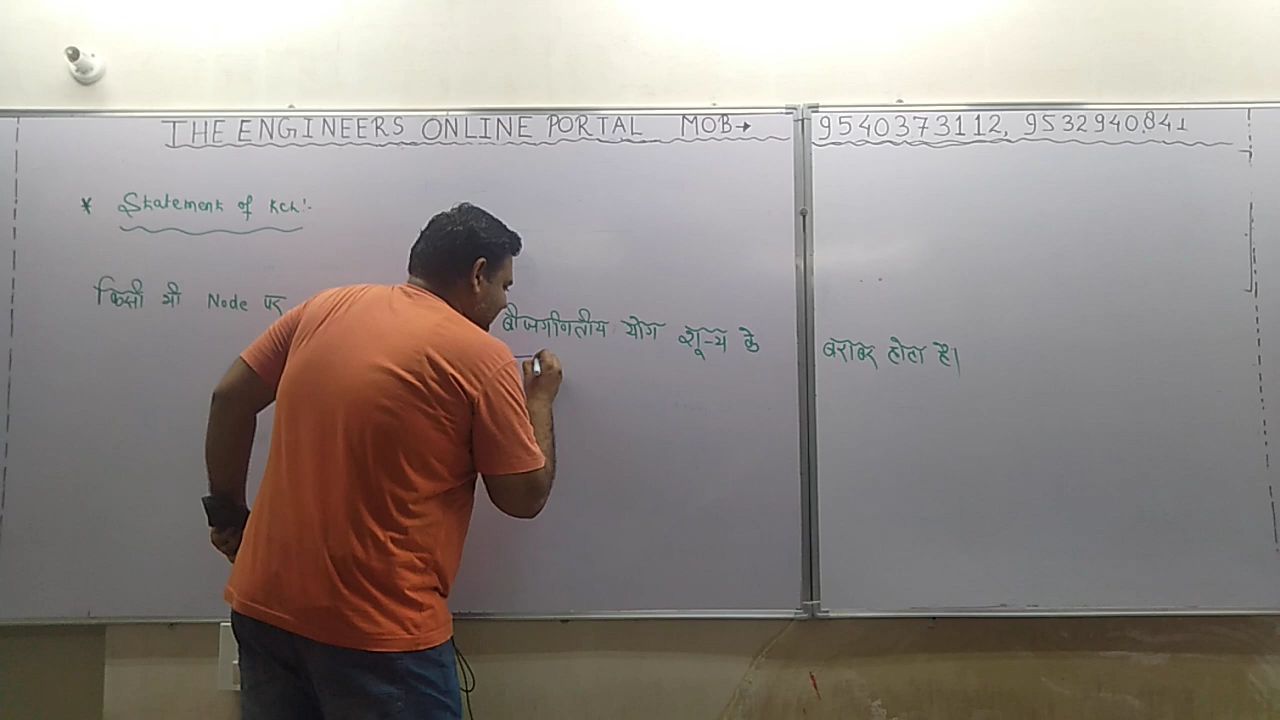 THE ENGINEERS ONLINE PORTAL MOB→ 9540373112, 9532940841
* Statement of KCL:-
किसी भी Node पर बीजगणितीय योग शून्य के बराबर होता है।